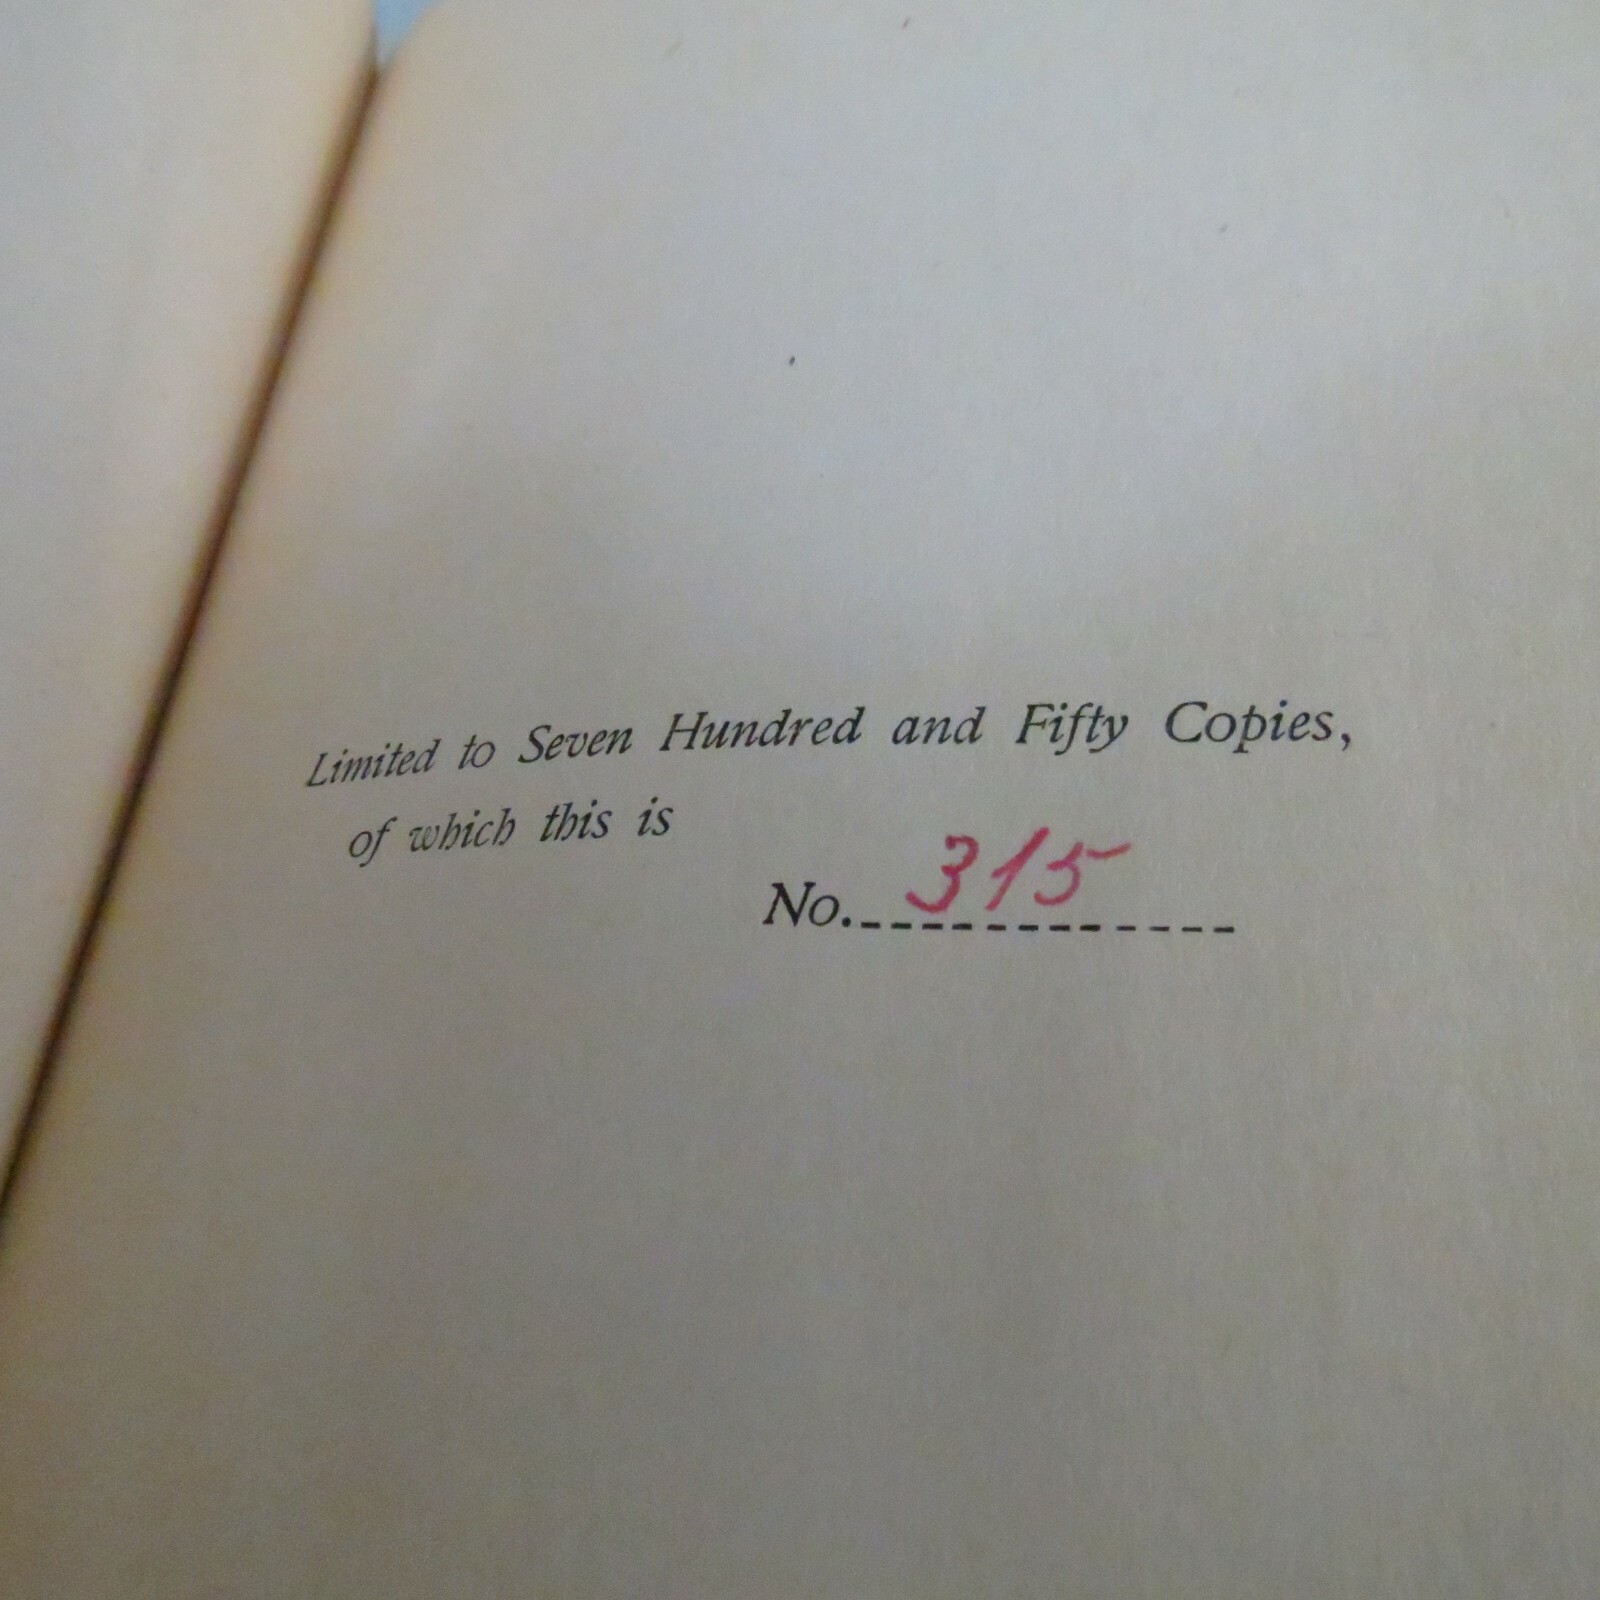 Limited to Seven Hundred and Fifty Copies,
of which this is
No. 315